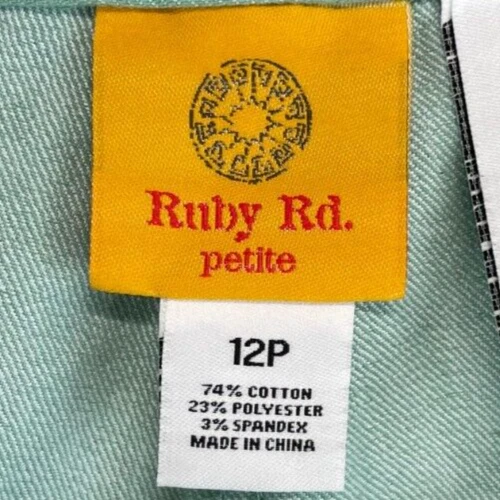 Ruby Rd.
petite
12P
74% COTTON
23% POLYESTER
3% SPANDEX
MADE IN CHINA